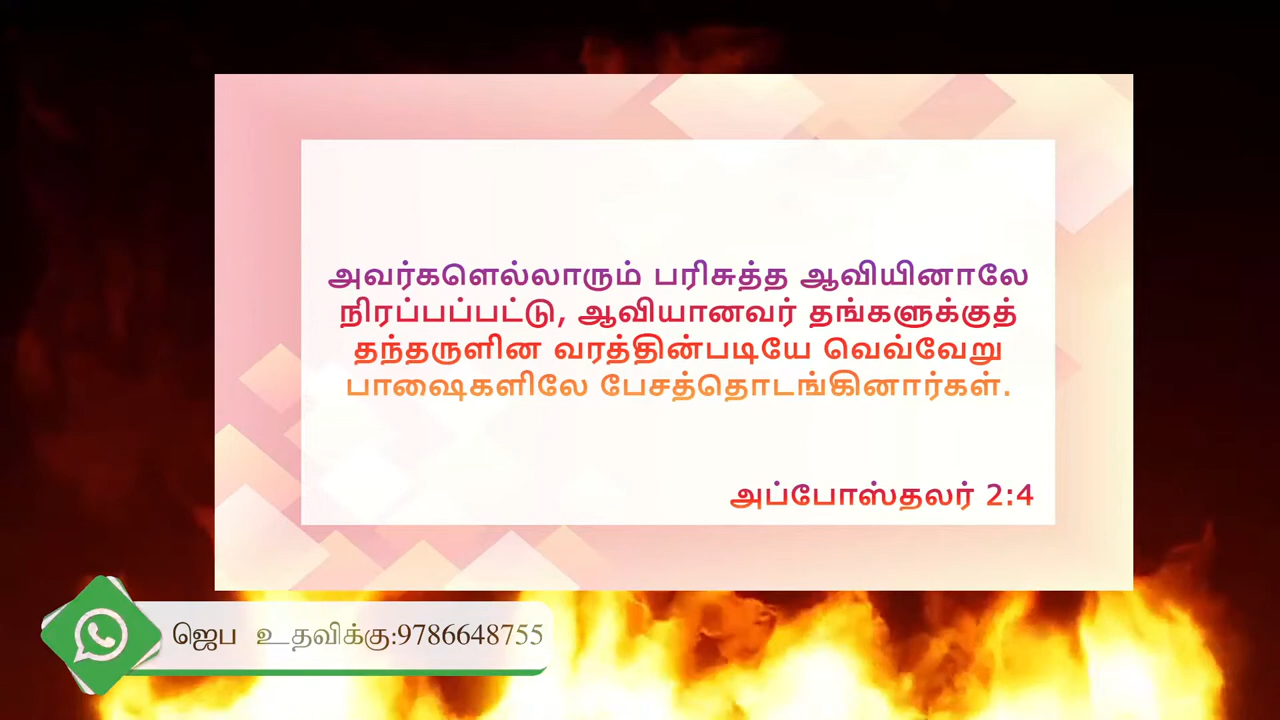 அவர்களெல்லாரும் பரிசுத்த ஆவியினாலே
நிரப்பப்பட்டு, ஆவியானவர் தங்களுக்குத்
தந்தருளின வரத்தின்படியே வெவ்வேறு
பாஷைகளிலே பேசத்தொடங்கினார்கள்.
அப்போஸ்தலர் 2:4
ஜெப உதவிக்கு:9786648755